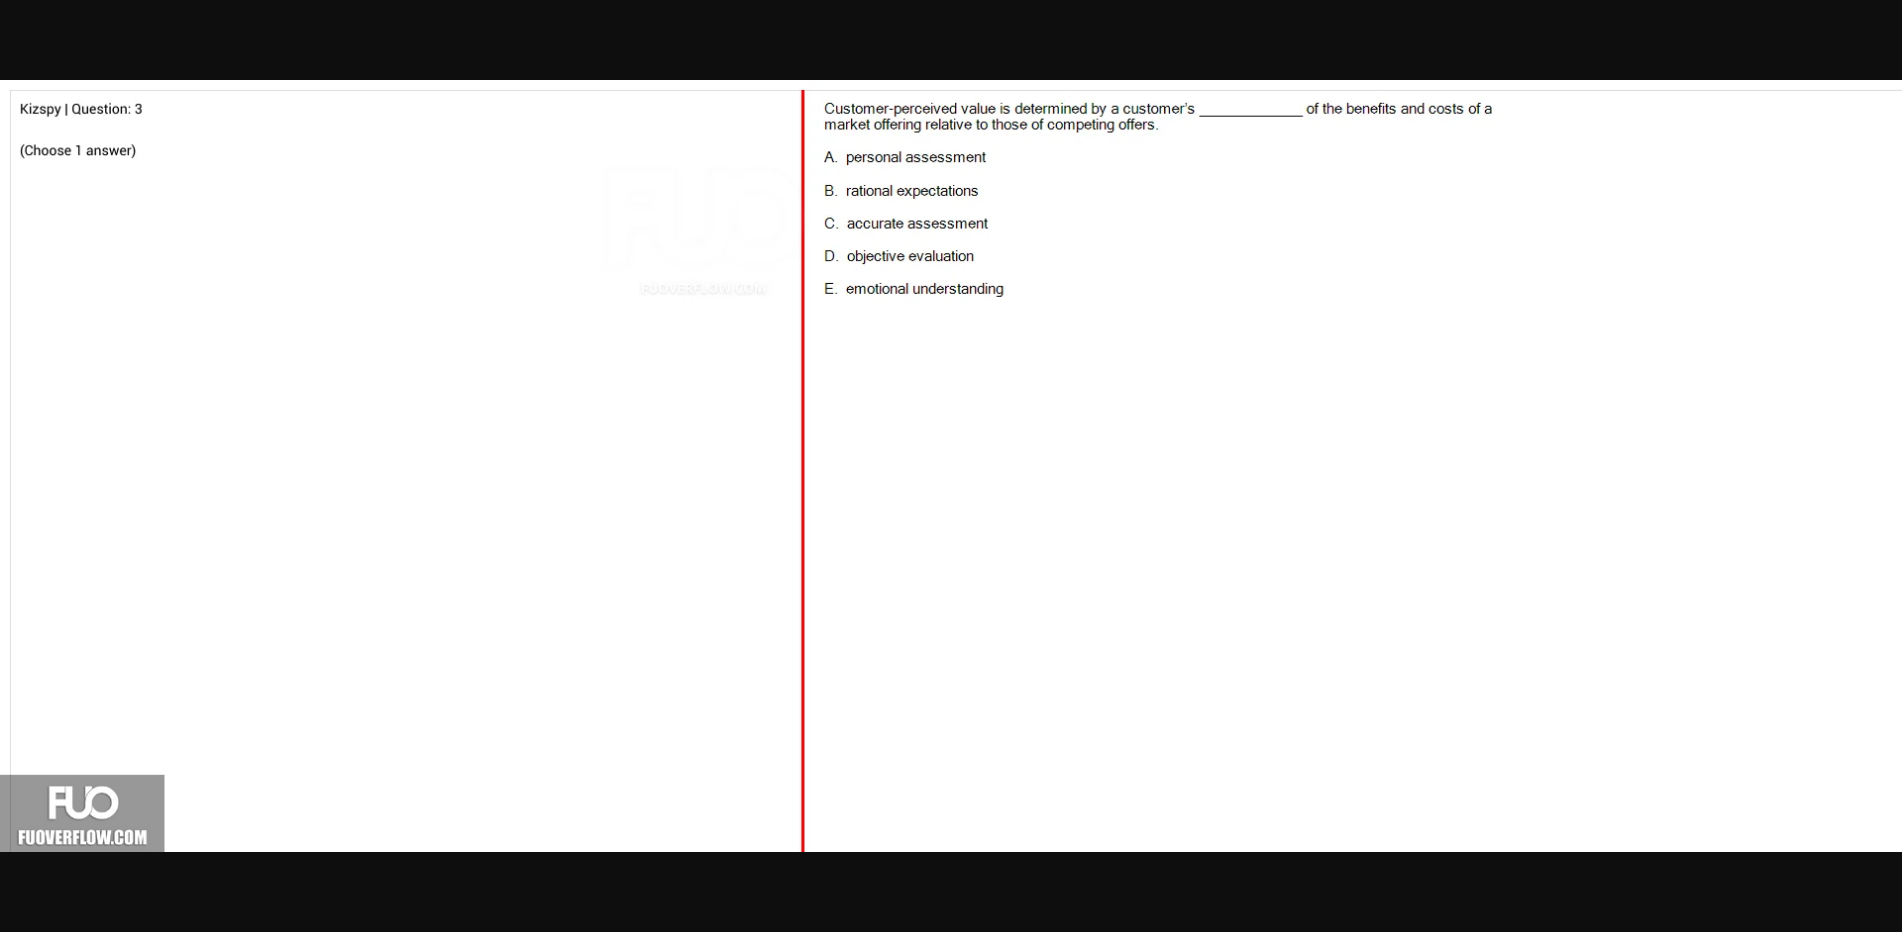 Kizspy | Question: 3
(Choose 1 answer)
Customer-perceived value is determined by a customer's _____________ of the benefits and costs of a
market offering relative to those of competing offers.
A. personal assessment
B. rational expectations
C. accurate assessment
D. objective evaluation
E. emotional understanding
FUO
FUOVERFLOW.COM
FUO
FUOVERFLOW.COM